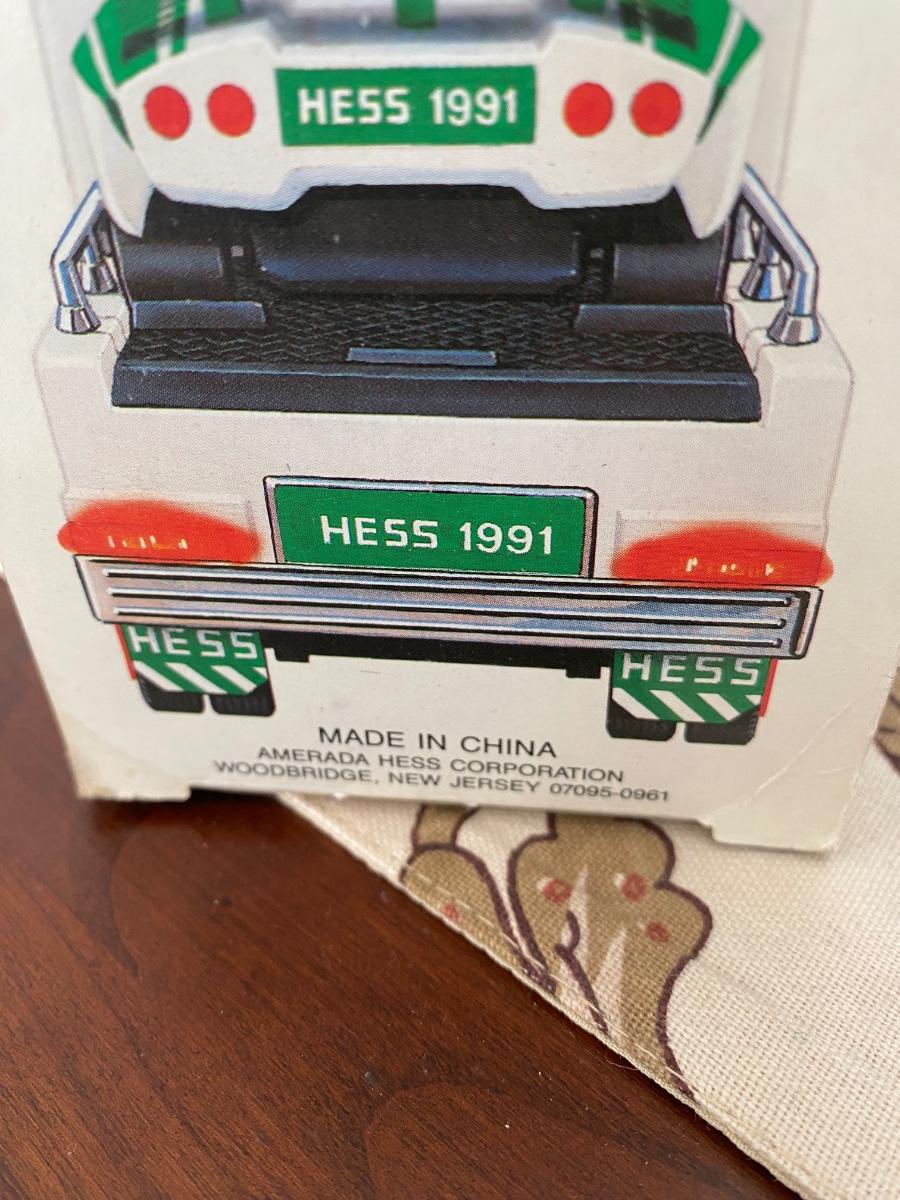 HESS 1991
HESS 1991
HESS
HESS
MADE IN CHINA
AMERADA HESS CORPORATION
WOODBRIDGE, NEW JERSEY 07095-0961